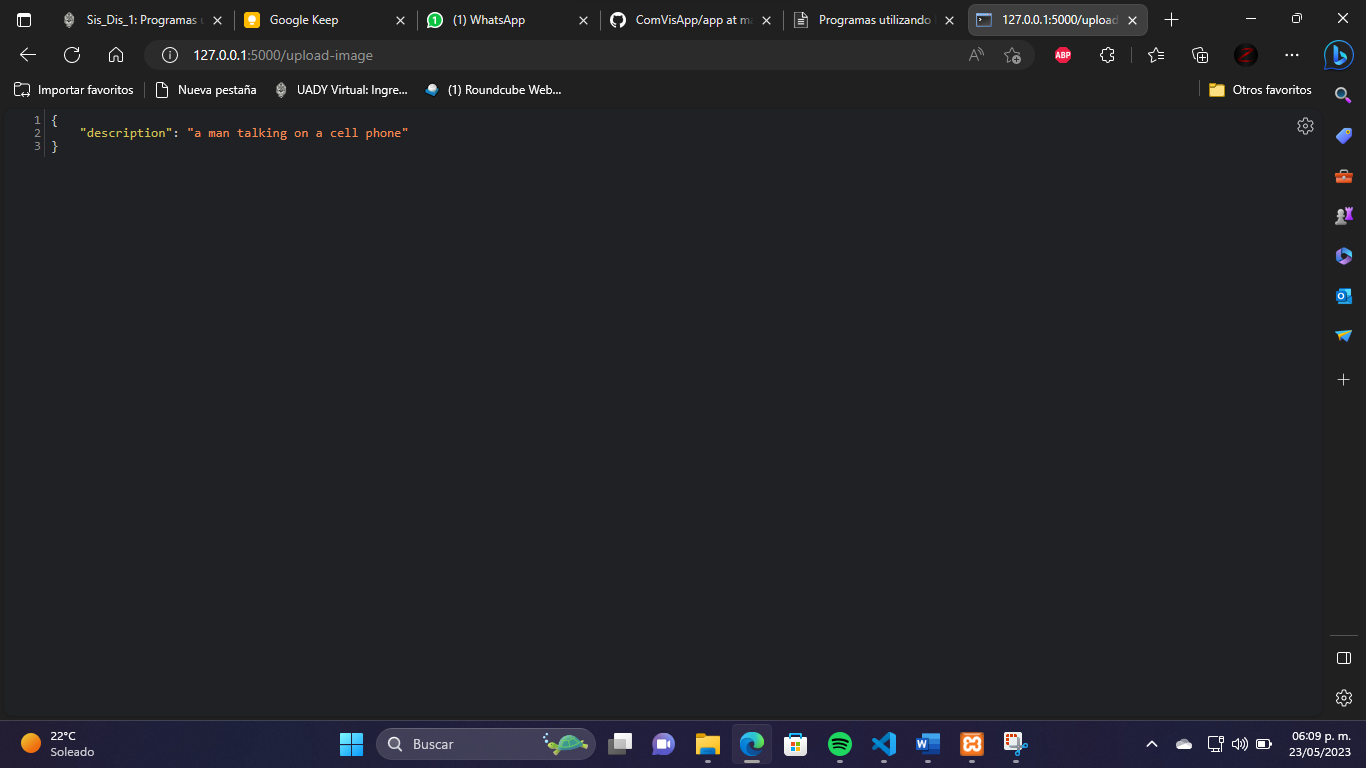 Sis_Dis_1: Programas u
Google Keep
(1) WhatsApp
ComVisApp/app at ma
Programas utilizando l
127.0.0.1:5000/upload
127.0.0.1:5000/upload-image
ABP
Importar favoritos
Nueva pestaña
UADY Virtual: Ingre...
(1) Roundcube Web...
Otros favoritos
1 {
2 "description": "a man talking on a cell phone"
3 }
22°C
Soleado
Buscar
06:09 p. m.
23/05/2023